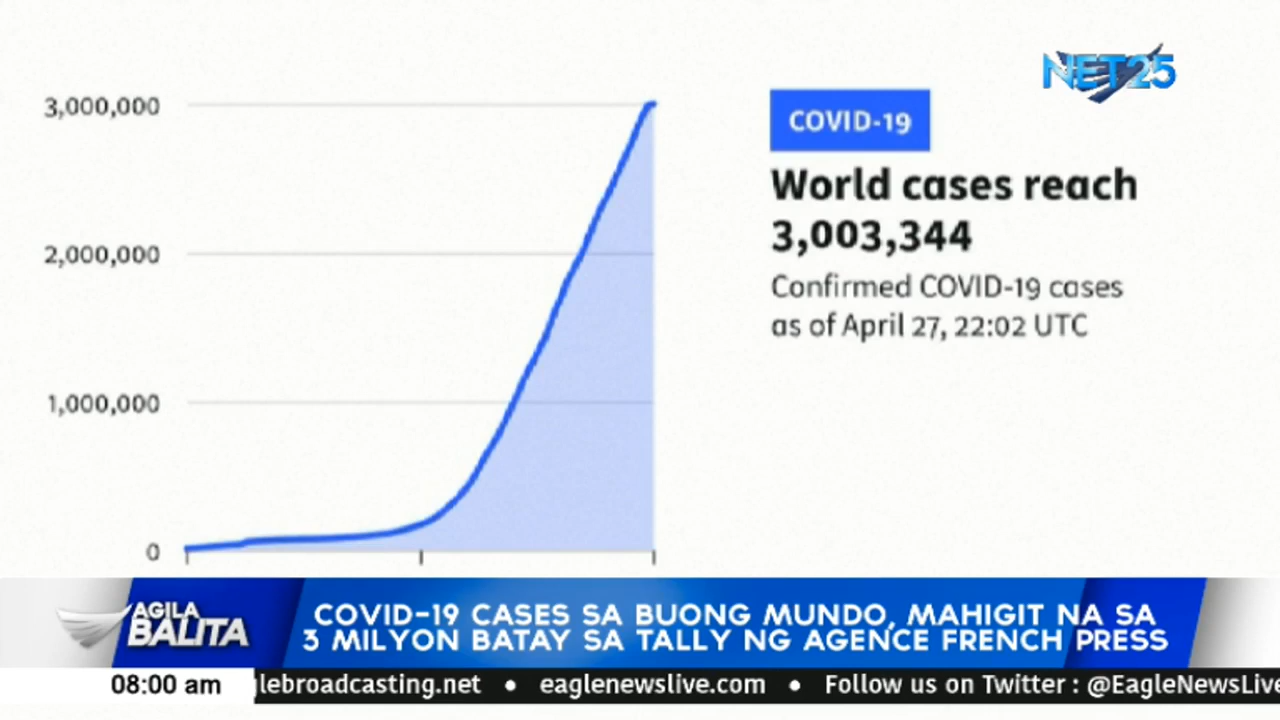 NET25
3,000,000
COVID-19
World cases reach
3,003,344
2,000,000
Confirmed COVID-19 cases
as of April 27, 22:02 UTC
1,000,000
0
AGILA
BALITA
COVID-19 CASES SA BUONG MUNDO, MAHIGIT NA SA
3 MILYON BATAY SA TALLY NG AGENCE FRENCH PRESS
08:00 am
glebroadcasting.net • eaglenewslive.com • Follow us on Twitter : @EagleNewsLive